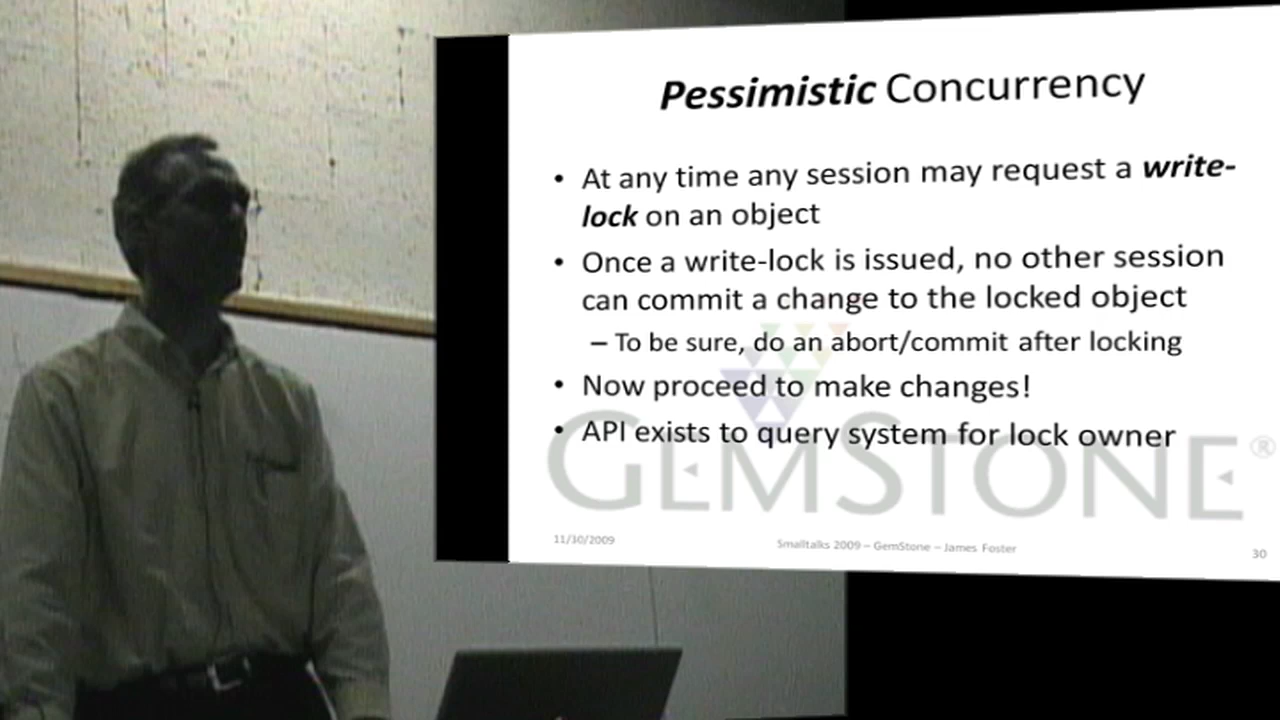 Pessimistic Concurrency
• At any time any session may request a write-
lock on an object
• Once a write-lock is issued, no other session
can commit a change to the locked object
– To be sure, do an abort/commit after locking
• Now proceed to make changes!
• API exists to query system for lock owner
GEMSTONE®
11/10/2009 Smalltalks 2009 – GemStone – James Foster 30